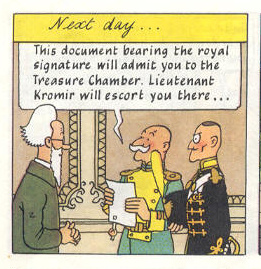 Next day...
This document bearing the royal
signature will admit you to the
Treasure Chamber. Lieutenant
Kromir will escort you there...